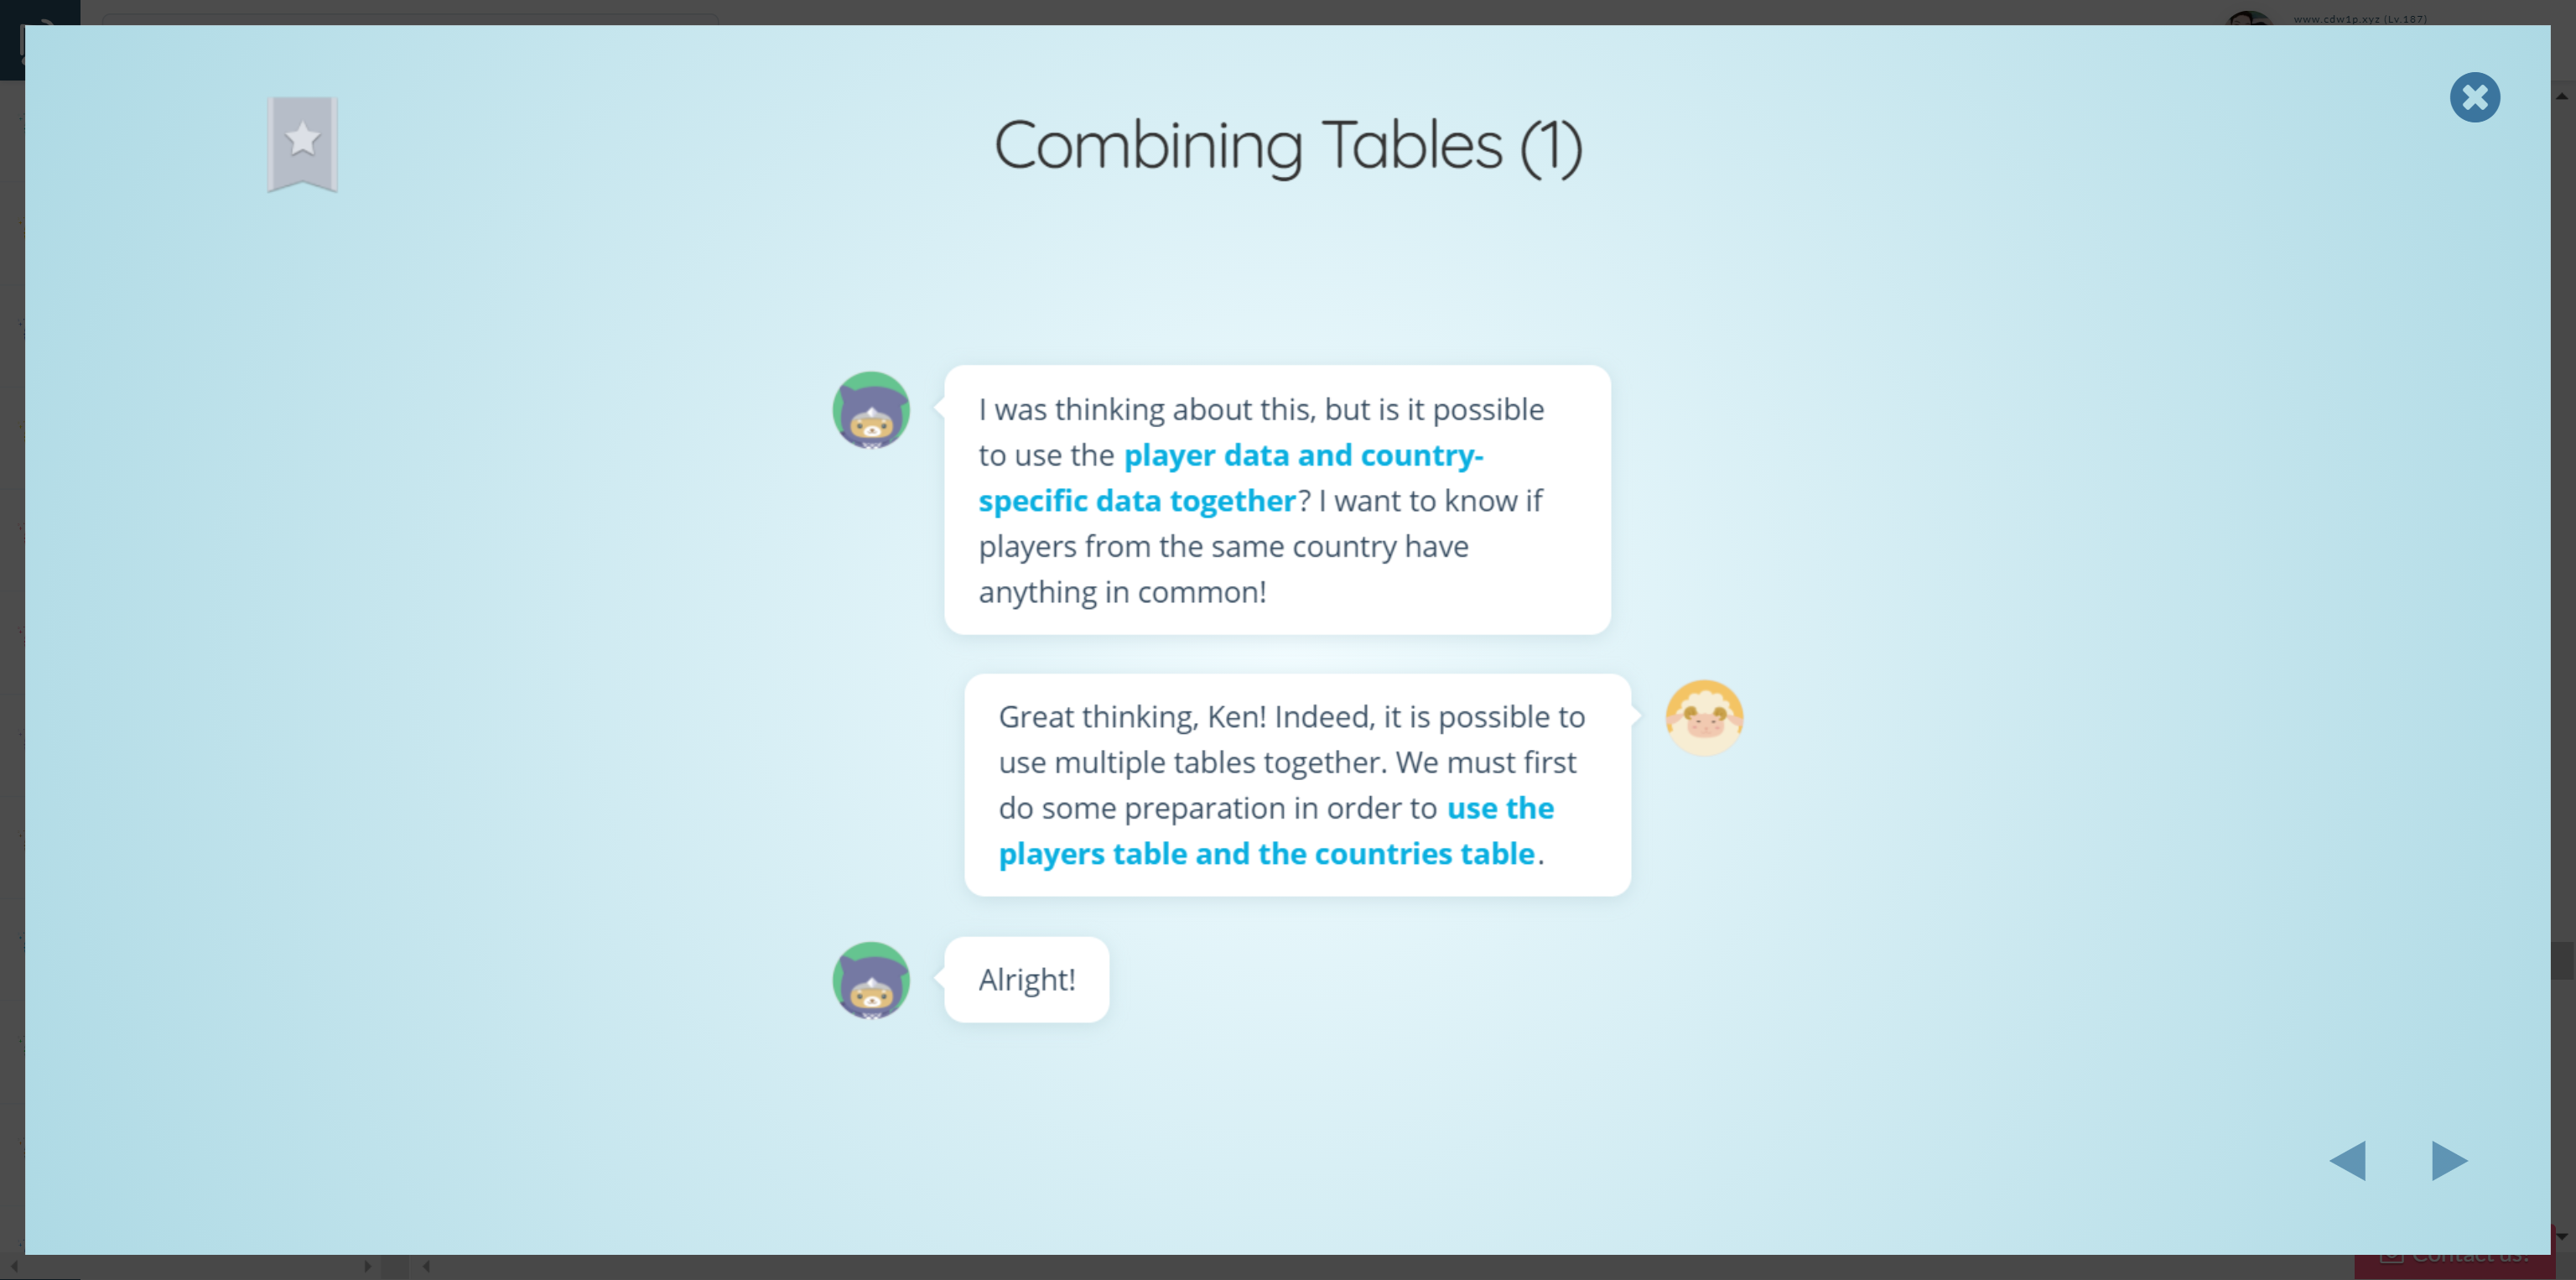 www.cdw1p.xyz (Lv.187)
Combining Tables (1)
I was thinking about this, but is it possible
to use the player data and country-
specific data together? I want to know if
players from the same country have
anything in common!
Great thinking, Ken! Indeed, it is possible to
use multiple tables together. We must first
do some preparation in order to use the
players table and the countries table.
Alright!
Contact us!